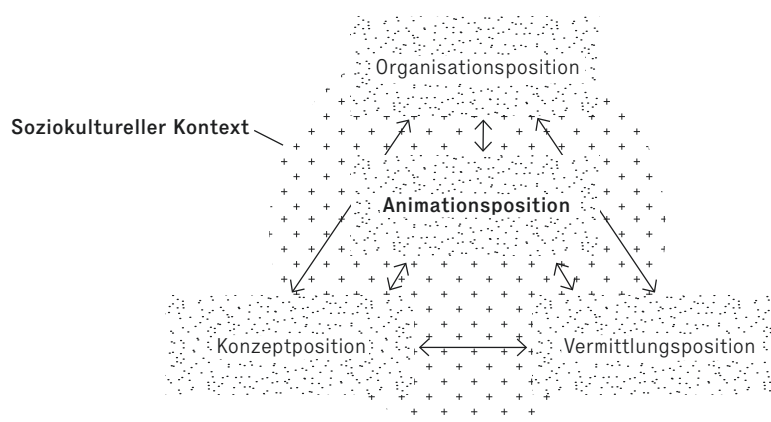 Organisationsposition
Soziokultureller Kontext
Animationsposition
Konzeptposition
Vermittlungsposition